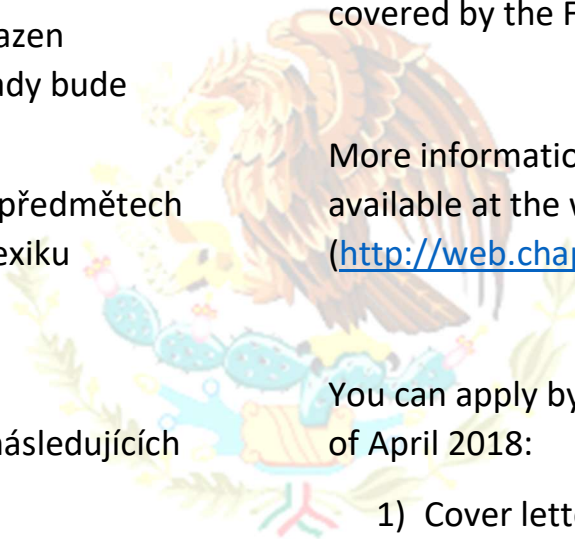 azen
ady bude
předmětech
exiku
následujících
covered by the F
More informatio
available at the
(http://web.chap
You can apply by
of April 2018:
1) Cover lett